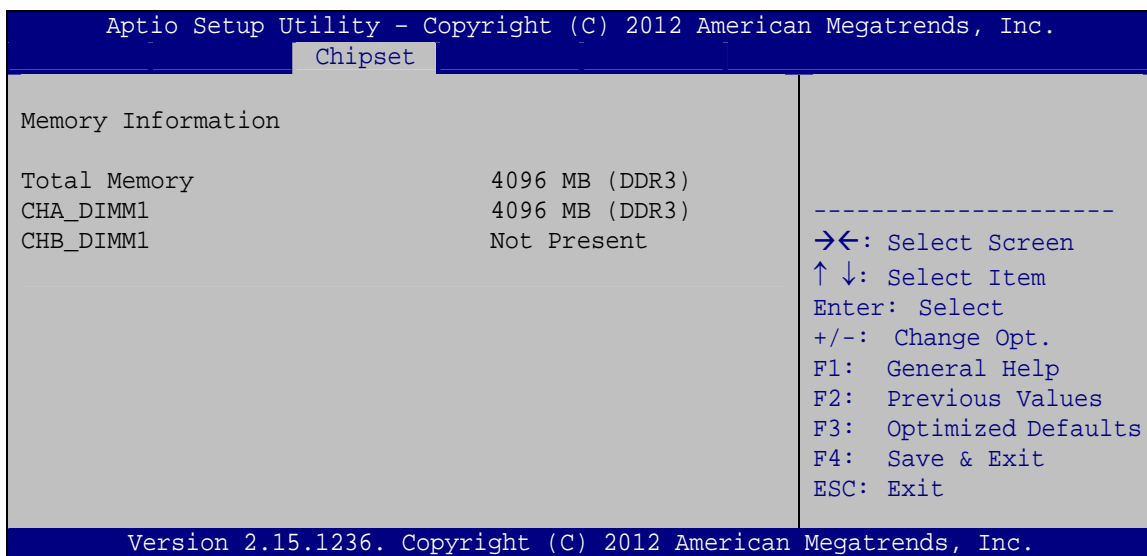 Aptio Setup Utility – Copyright (C) 2012 American Megatrends, Inc.
Chipset
Memory Information
Total Memory 4096 MB (DDR3)
CHA_DIMM1 4096 MB (DDR3)
CHB_DIMM1 Not Present
---------------------
→←: Select Screen
↑ ↓: Select Item
Enter: Select
+/-: Change Opt.
F1: General Help
F2: Previous Values
F3: Optimized Defaults
F4: Save & Exit
ESC: Exit
Version 2.15.1236. Copyright (C) 2012 American Megatrends, Inc.